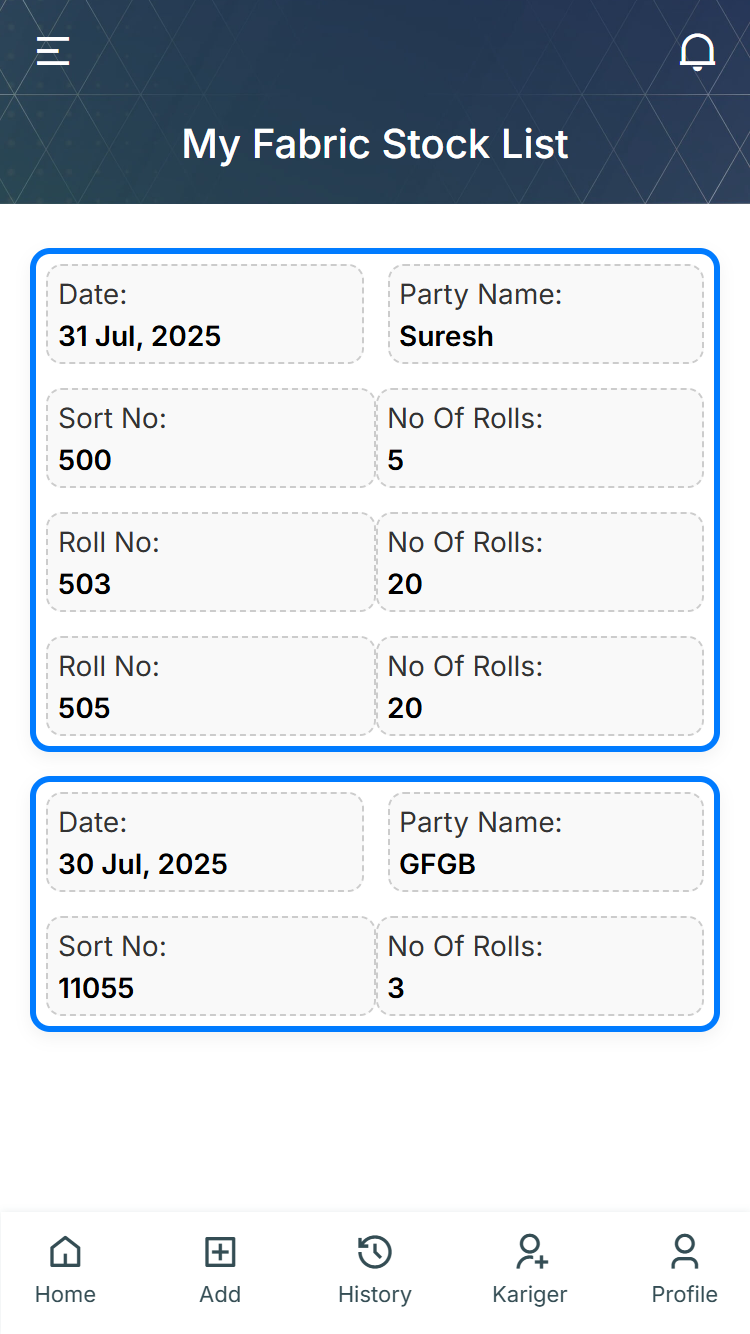 My Fabric Stock List
Date:
31 Jul, 2025
Party Name:
Suresh
Sort No:
500
No Of Rolls:
5
Roll No:
503
No Of Rolls:
20
Roll No:
505
No Of Rolls:
20
Date:
30 Jul, 2025
Party Name:
GFGB
Sort No:
11055
No Of Rolls:
3
Home
Add
History
Kariger
Profile